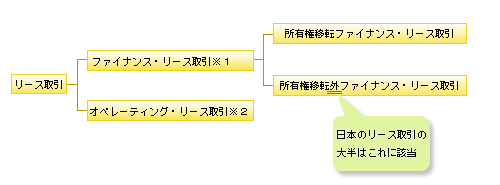 リース取引
ファイナンス・リース取引※１
オペレーティング・リース取引※２
所有権移転ファイナンス・リース取引
所有権移転外ファイナンス・リース取引
日本のリース取引の
大半はこれに該当